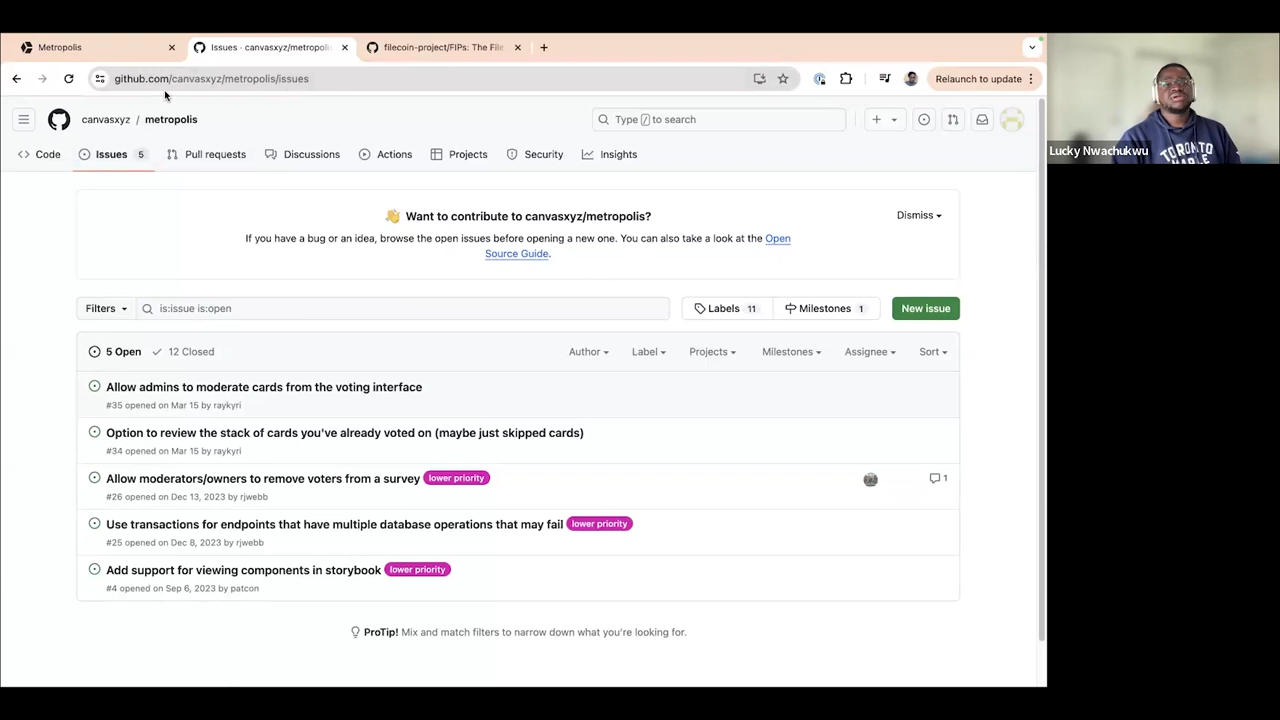 Metropolis
Issues · canvasxyz/metropolis
filecoin-project/FIPs: The File
github.com/canvasxyz/metropolis/issues
Relaunch to update
canvasxyz / metropolis
Type / to search
Code
Issues 5
Pull requests
Discussions
Actions
Projects
Security
Insights
Lucky Nwachukwu
TORONTO
MAPLE
👋 Want to contribute to canvasxyz/metropolis?
Dismiss
If you have a bug or an idea, browse the open issues before opening a new one. You can also take a look at the Open
Source Guide.
Filters
is:issue is:open
Labels 11
Milestones 1
New issue
5 Open
12 Closed
Author
Label
Projects
Milestones
Assignee
Sort
Allow admins to moderate cards from the voting interface
#35 opened on Mar 15 by raykyri
Option to review the stack of cards you've already voted on (maybe just skipped cards)
#34 opened on Mar 15 by raykyri
Allow moderators/owners to remove voters from a survey lower priority
1
#26 opened on Dec 13, 2023 by rjwebb
Use transactions for endpoints that have multiple database operations that may fail lower priority
#25 opened on Dec 8, 2023 by rjwebb
Add support for viewing components in storybook lower priority
#4 opened on Sep 6, 2023 by patcon
ProTip! Mix and match filters to narrow down what you're looking for.